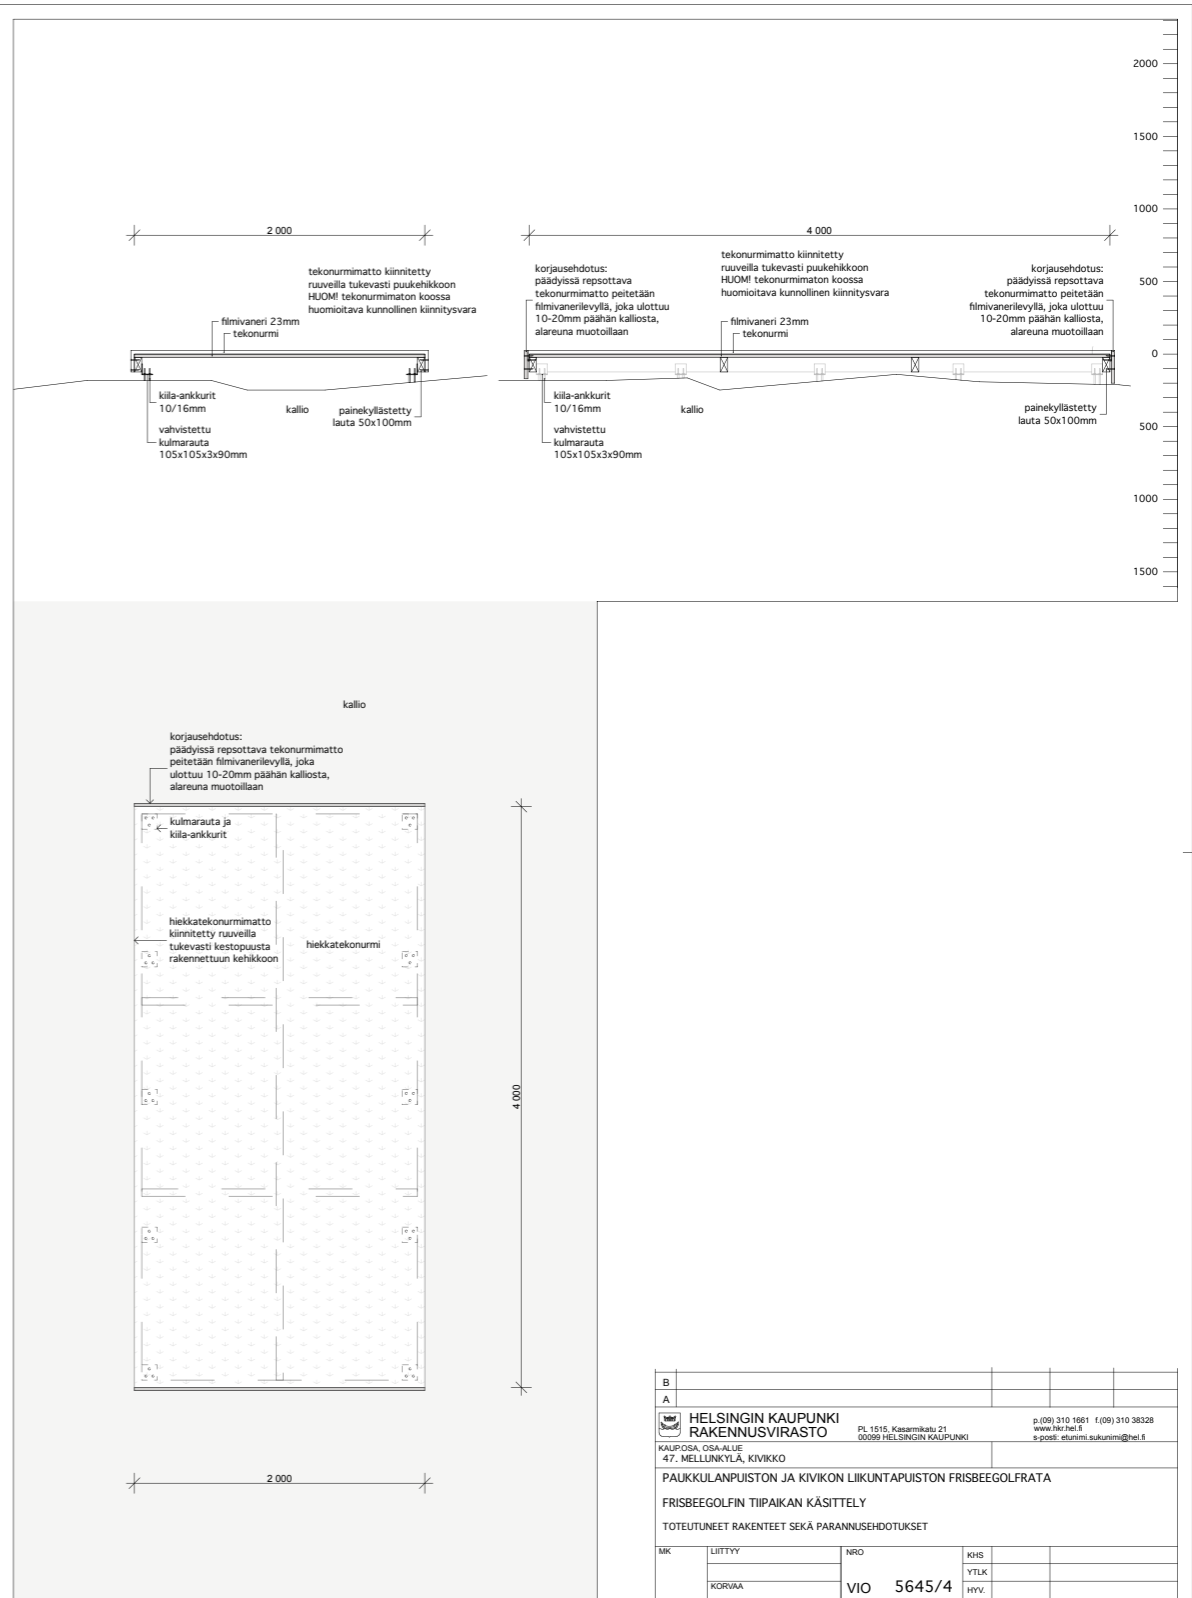 2000
1500
1000
500
0
500
1000
1500
2 000
tekonurmimatto kiinnitetty
ruuveilla tukevasti puukehikkoon
HUOM! tekonurmimaton koossa
huomioitava kunnollinen kiinnitysvara
filmivaneri 23mm
tekonurmi
kiila-ankkurit
10/16mm
vahvistettu
kulmarauta
105x105x3x90mm
kallio
painekyllästetty
lauta 50x100mm
4 000
korjausehdotus:
päädyissä repsottava
tekonurmimatto peitetään
filmivanerilevyllä, joka ulottuu
10-20mm päähän kalliosta,
alareuna muotoillaan
tekonurmimatto kiinnitetty
ruuveilla tukevasti puukehikkoon
HUOM! tekonurmimaton koossa
huomioitava kunnollinen kiinnitysvara
filmivaneri 23mm
tekonurmi
korjausehdotus:
päädyissä repsottava
tekonurmimatto peitetään
filmivanerilevyllä, joka ulottuu
10-20mm päähän kalliosta,
alareuna muotoillaan
kiila-ankkurit
10/16mm
vahvistettu
kulmarauta
105x105x3x90mm
kallio
painekyllästetty
lauta 50x100mm
kallio
korjausehdotus:
päädyissä repsottava tekonurmimatto
peitetään filmivanerilevyllä, joka
ulottuu 10-20mm päähän kalliosta,
alareuna muotoillaan
kulmarauta ja
kiila-ankkurit
hiekkatekonurmimatto
kiinnitetty ruuveilla
tukevasti kestopuusta
rakennettuun kehikkoon
hiekkatekonurmi
4 000
2 000
B
A
HELSINGIN KAUPUNKI
RAKENNUSVIRASTO
PL 1515, Kasarmikatu 21
00099 HELSINGIN KAUPUNKI
p.(09) 310 1661 f.(09) 310 38328
www.hkr.hel.fi
s-posti: etunimi.sukunimi@hel.fi
KAUP.OSA, OSA-ALUE
47. MELLUNKYLÄ, KIVIKKO
PAUKKULANPUISTON JA KIVIKON LIIKUNTAPUISTON FRISBEEGOLFRATA
FRISBEEGOLFIN TIIPAIKAN KÄSITTELY
TOTEUTUNEET RAKENTEET SEKÄ PARANNUSEHDOTUKSET
MK
LIITTYY
KORVAA
NRO
VIO 5645/4
KHS
YTLK
HYV.